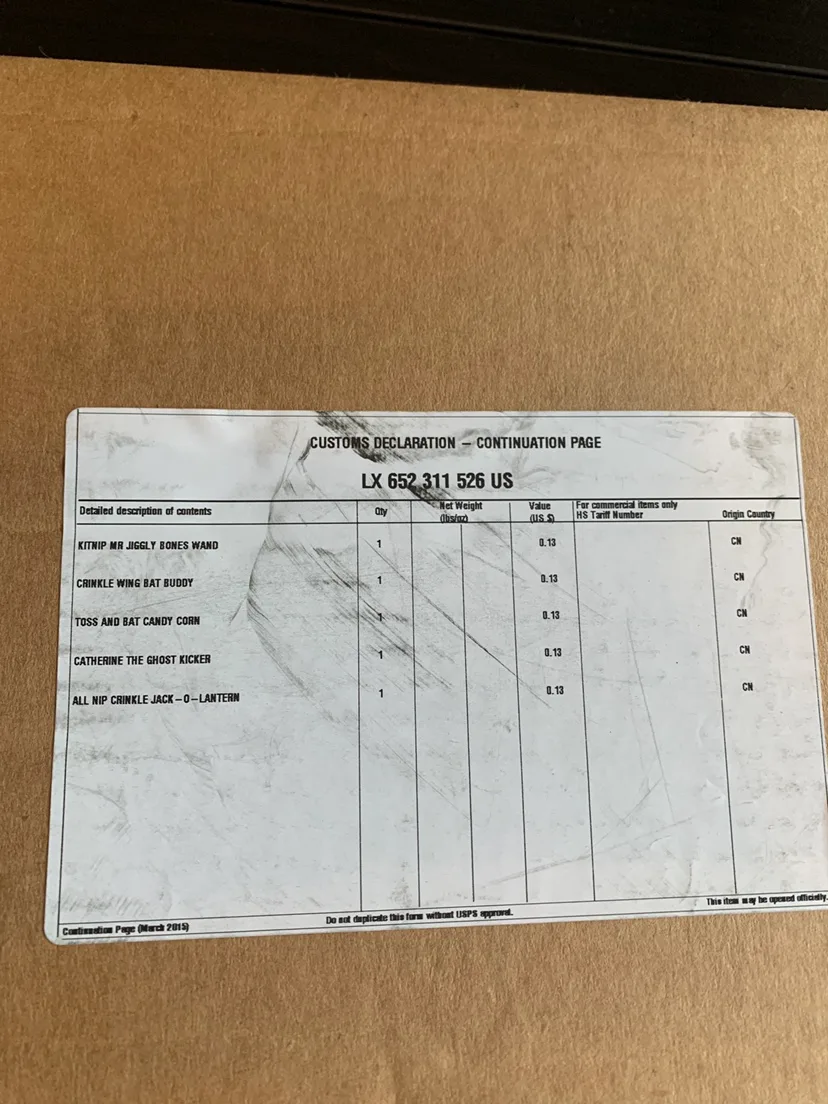 CUSTOMS DECLARATION – CONTINUATION PAGE
LX 652 311 526 US
Detailed description of contents Qty Net Weight (lbs/oz) Value (US $) For commercial items only HS Tariff Number Origin Country
KITNIP MR JIGGLY BONES WAND 1 0.13 CN
CRINKLE WING BAT BUDDY 1 0.13 CN
TOSS AND BAT CANDY CORN 1 0.13 CN
CATHERINE THE GHOST KICKER 1 0.13 CN
ALL NIP CRINKLE JACK–O–LANTERN 1 0.13 CN
Continuation Page (March 2015) Do not duplicate this form without USPS approval. This item may be opened officially.